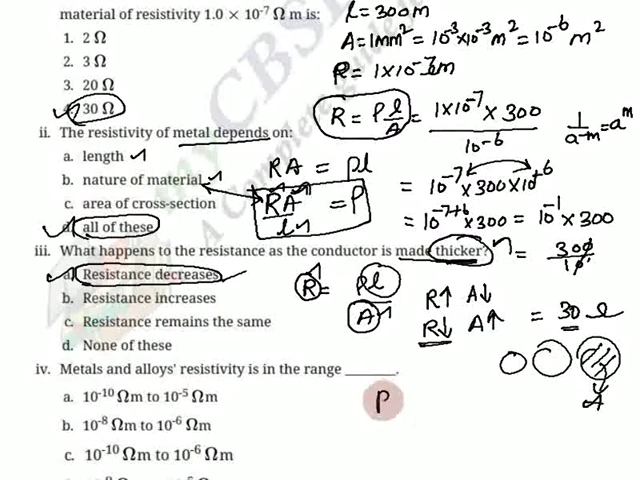 material of resistivity 1.0 × 10⁻⁷ Ω m is:
1. 2 Ω
2. 3 Ω
3. 20 Ω
30 Ω
ii. The resistivity of metal depends on:
a. length
b. nature of material
c. area of cross-section
d. all of these
iii. What happens to the resistance as the conductor is made thicker?
a. Resistance decreases
b. Resistance increases
c. Resistance remains the same
d. None of these
iv. Metals and alloys' resistivity is in the range ______.
a. 10⁻¹⁰ Ωm to 10⁻⁵ Ωm
b. 10⁻⁸ Ωm to 10⁻⁶ Ωm
c. 10⁻¹⁰ Ωm to 10⁻⁶ Ωm
l = 300 m
A = 1mm² = 10⁻³×10⁻³ m² = 10⁻⁶ m²
R = ρ l/A = 1×10⁻⁷ × 300 / 10⁻⁶
1/a⁻ᵐ = aᵐ
RA = ρl
= 10⁻⁷ × 300 × 10⁺⁶
RA/l = ρ
= 10⁻⁷⁺⁶ × 300 = 10⁻¹ × 300
= 300/10
R = ρl/A
R↑ A↓
R↓ A↑
= 30 Ω
A
ρ